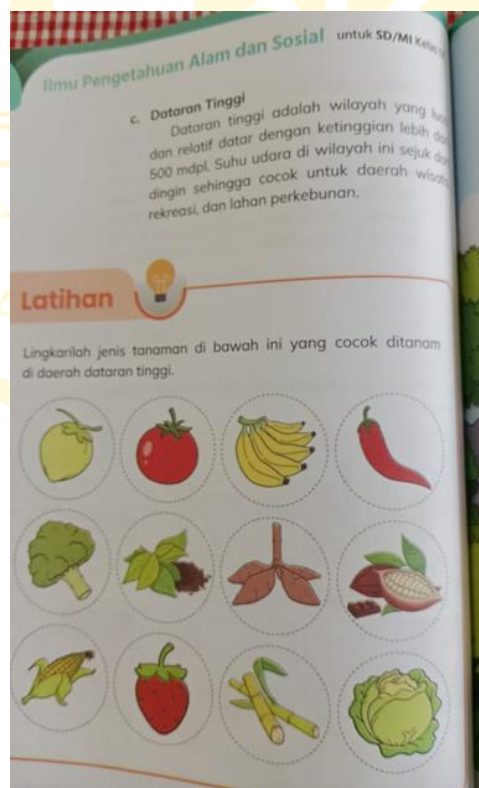 Ilmu Pengetahuan Alam dan Sosial untuk SD/MI Kelas
c. Dataran Tinggi
Dataran tinggi adalah wilayah yang
dan relatif datar dengan ketinggian lebih
500 mdpl. Suhu udara di wilayah ini sejuk
dingin sehingga cocok untuk daerah wisata
rekreasi, dan lahan perkebunan.
Latihan
Lingkarilah jenis tanaman di bawah ini yang cocok ditanam
di daerah dataran tinggi.